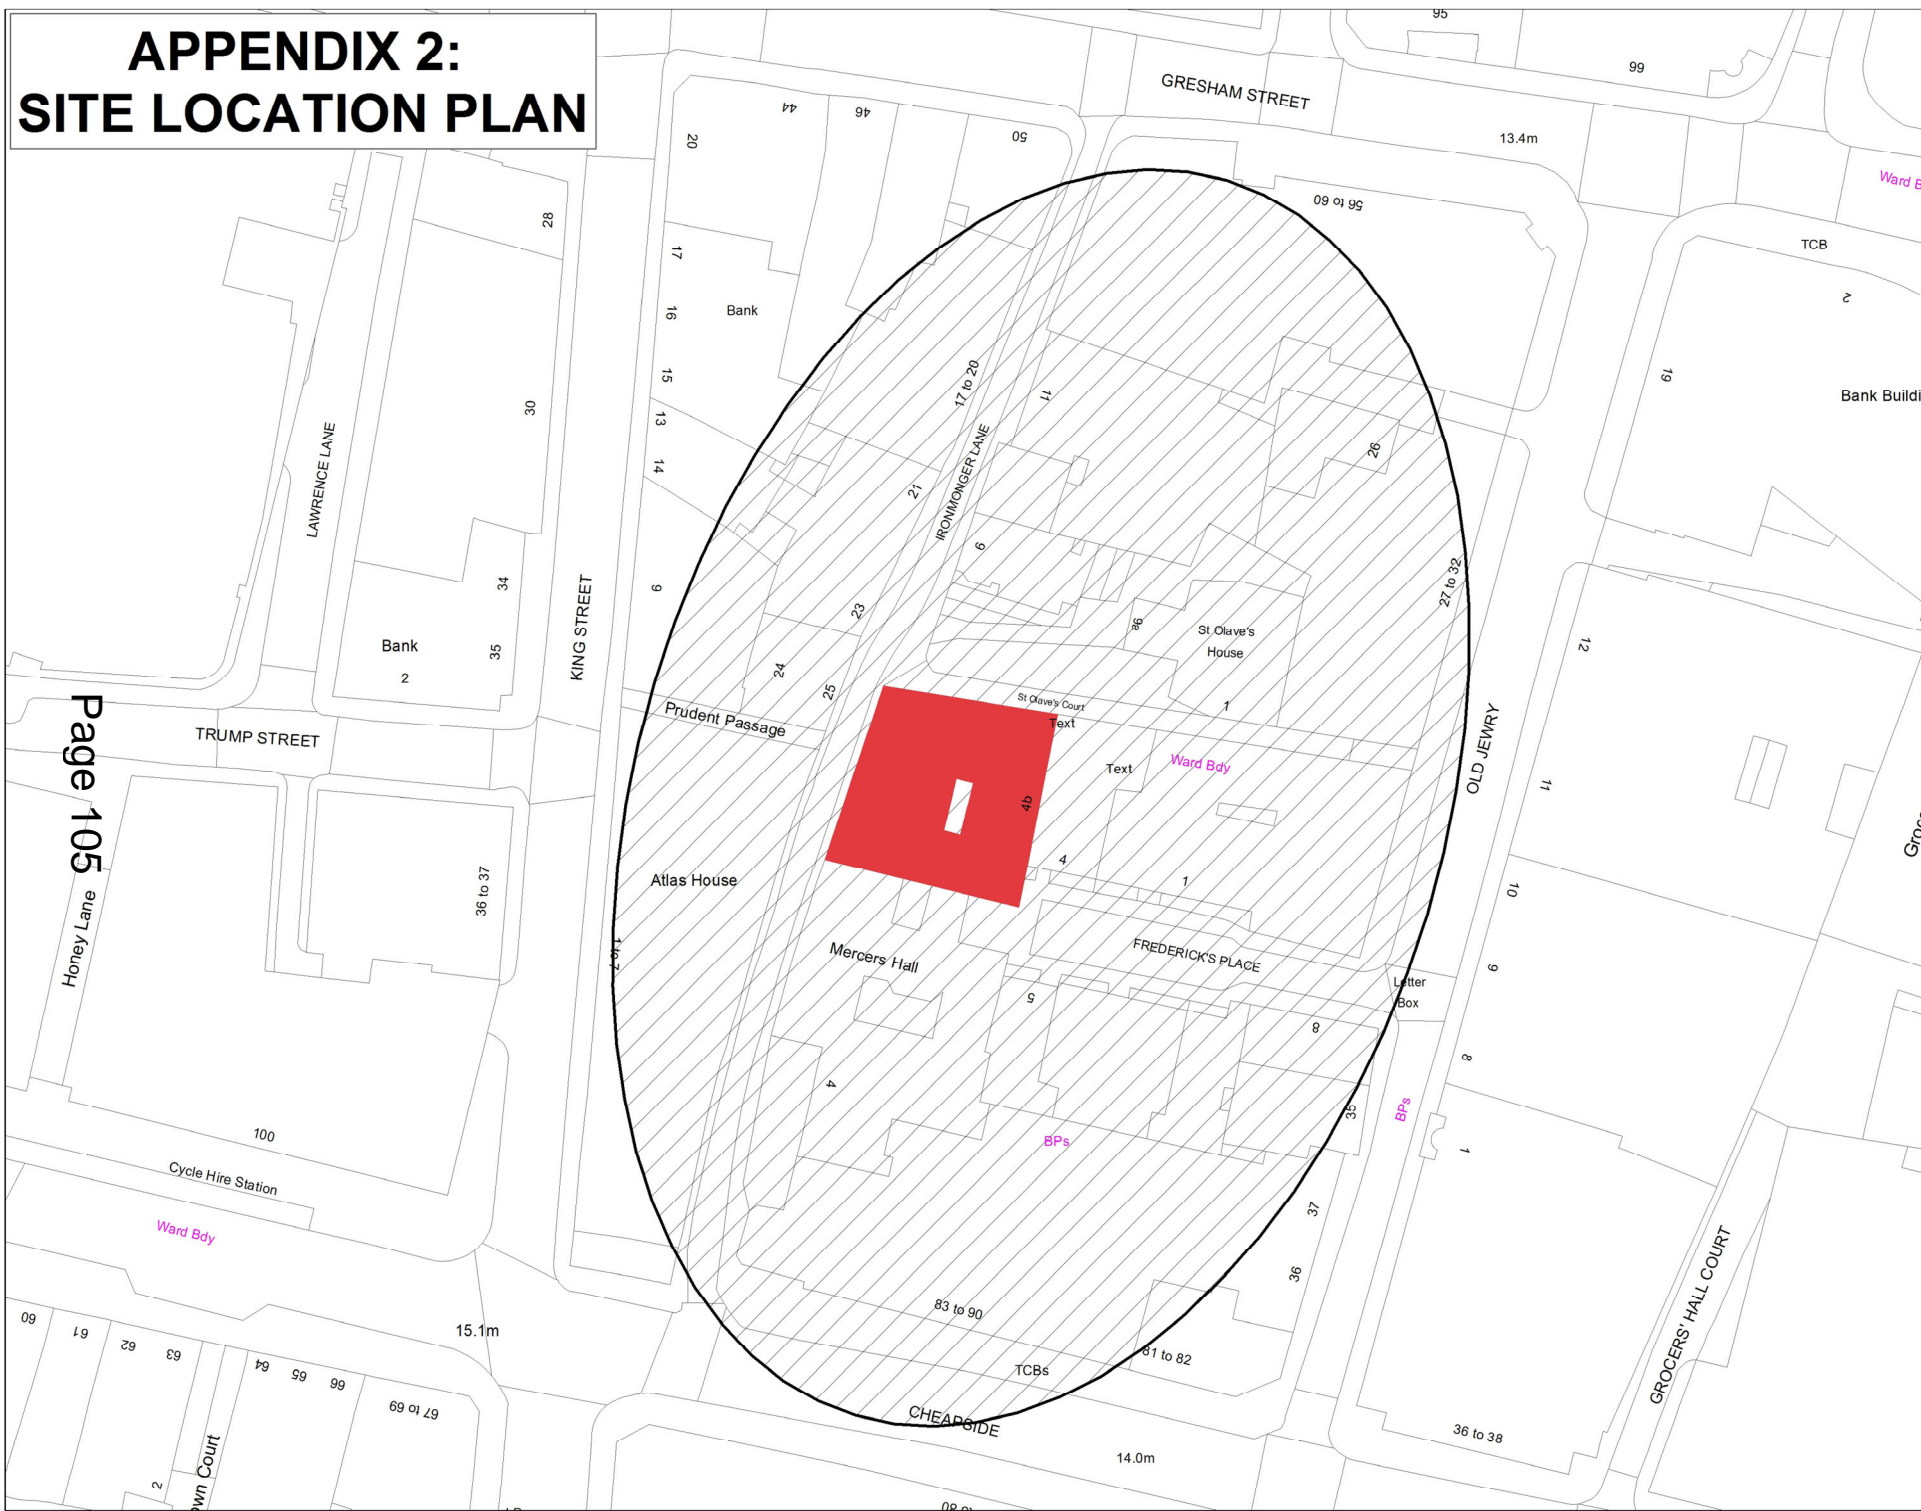 APPENDIX 2:
SITE LOCATION PLAN
95
99
GRESHAM STREET
13.4m
Ward B
44
46
50
20
28
56 to 60
TCB
2
17
16
Bank
15
13
14
30
LAWRENCE LANE
17 to 20
11
IRONMONGER LANE
21
26
19
Bank Buildi
34
35
Bank
2
KING STREET
9
23
24
25
6
9a
St Olave's
House
27 to 32
12
Page 105
TRUMP STREET
Prudent Passage
St Olave's Court
Text
Text
1
Ward Bdy
OLD JEWRY
11
4b
4
1
Atlas House
36 to 37
Honey Lane
1 to 7
Mercers Hall
FREDERICK'S PLACE
10
9
Groc
Letter
Box
5
8
8
4
BPs
35
BPs
1
100
Cycle Hire Station
Ward Bdy
37
36
GROCERS' HALL COURT
83 to 90
81 to 82
TCBs
CHEAPSIDE
15.1m
14.0m
60
61
62
63
64
65
66
67 to 69
2
own Court
36 to 38